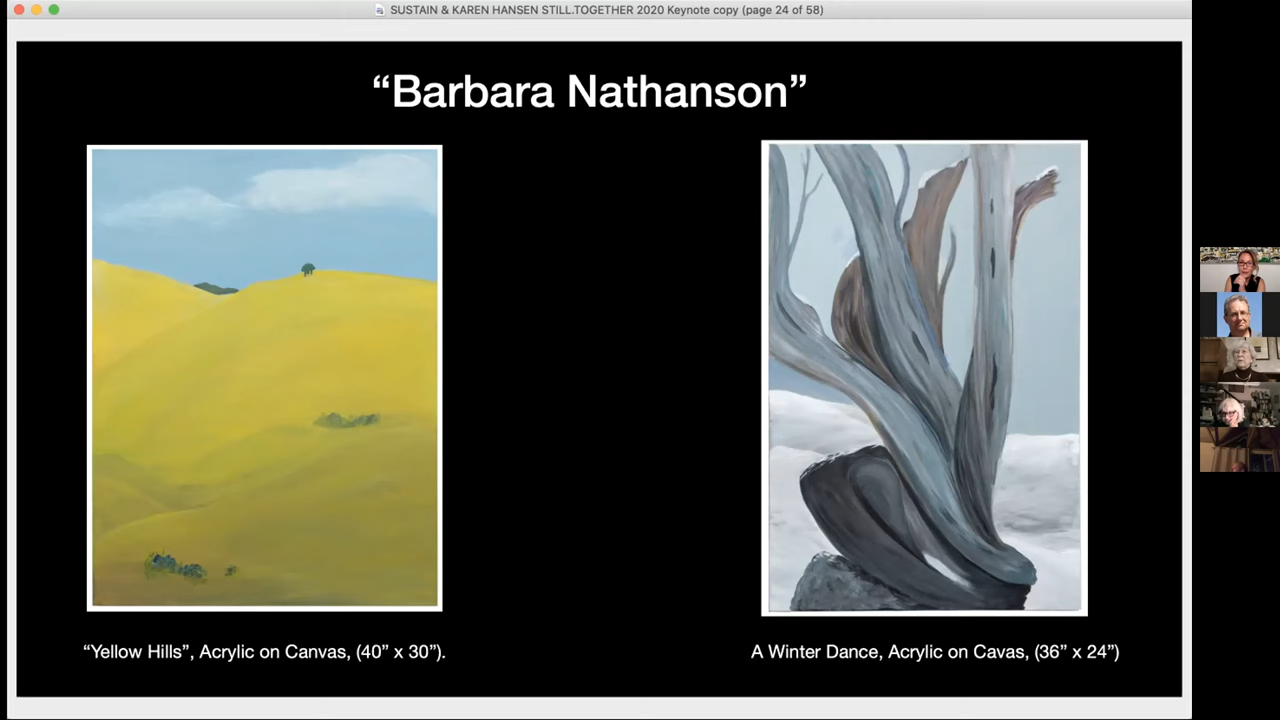 SUSTAIN & KAREN HANSEN STILL.TOGETHER 2020 Keynote copy (page 24 of 58)
“Barbara Nathanson”
“Yellow Hills”, Acrylic on Canvas, (40” x 30”).
A Winter Dance, Acrylic on Cavas, (36” x 24”)